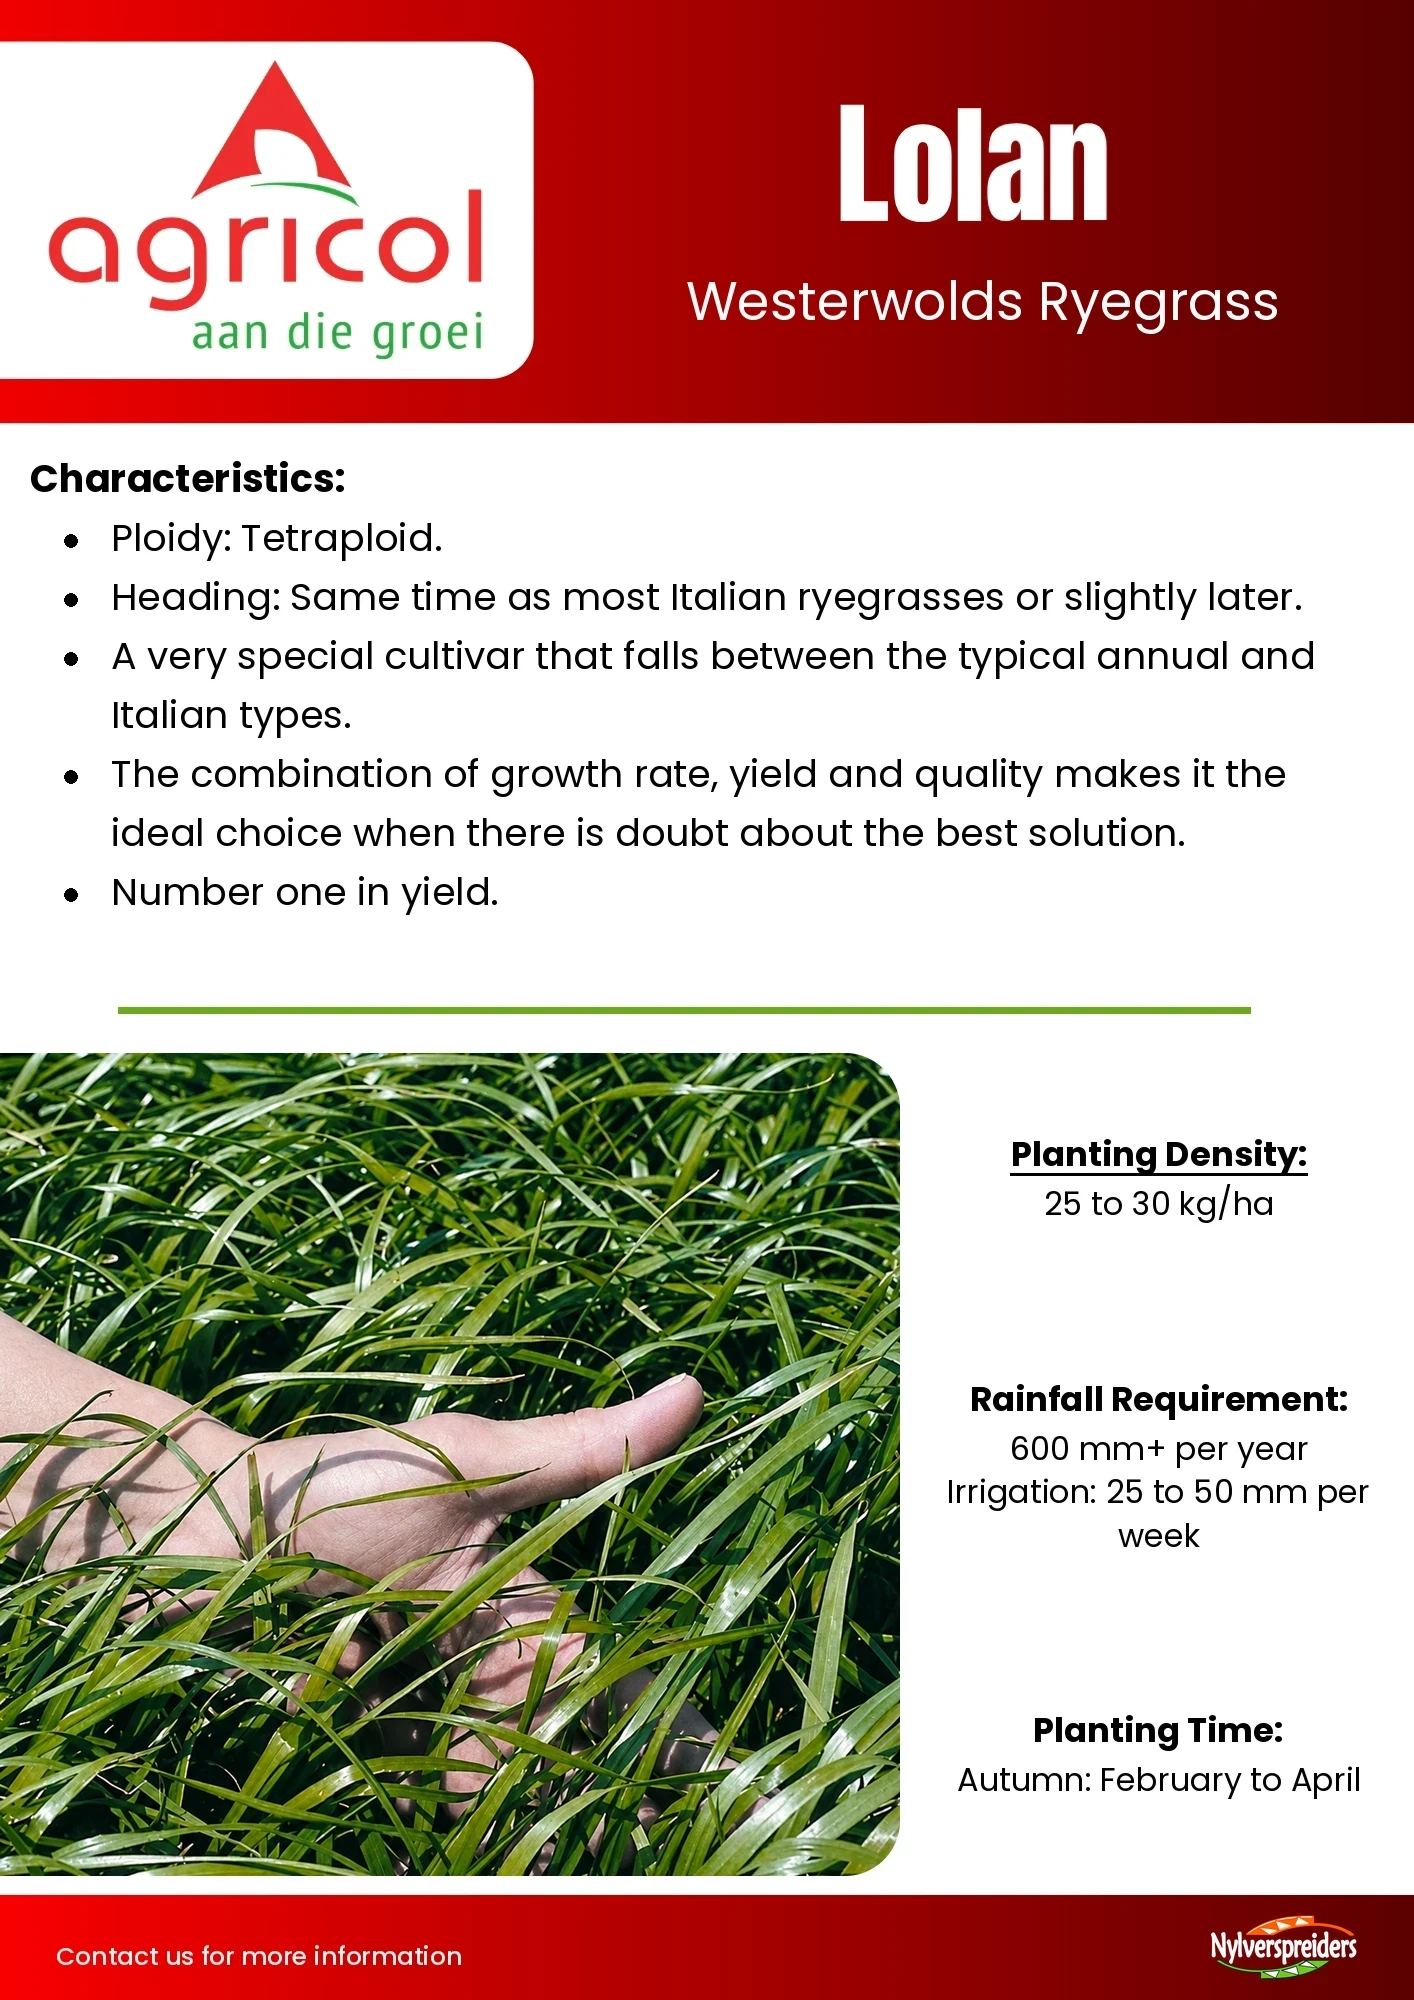 agricol
aan die groei
Lolan
Westerwolds Ryegrass
Characteristics:
• Ploidy: Tetraploid.
• Heading: Same time as most Italian ryegrasses or slightly later.
• A very special cultivar that falls between the typical annual and
Italian types.
• The combination of growth rate, yield and quality makes it the
ideal choice when there is doubt about the best solution.
• Number one in yield.
Planting Density:
25 to 30 kg/ha
Rainfall Requirement:
600 mm+ per year
Irrigation: 25 to 50 mm per
week
Planting Time:
Autumn: February to April
Contact us for more information
Nylverspreiders